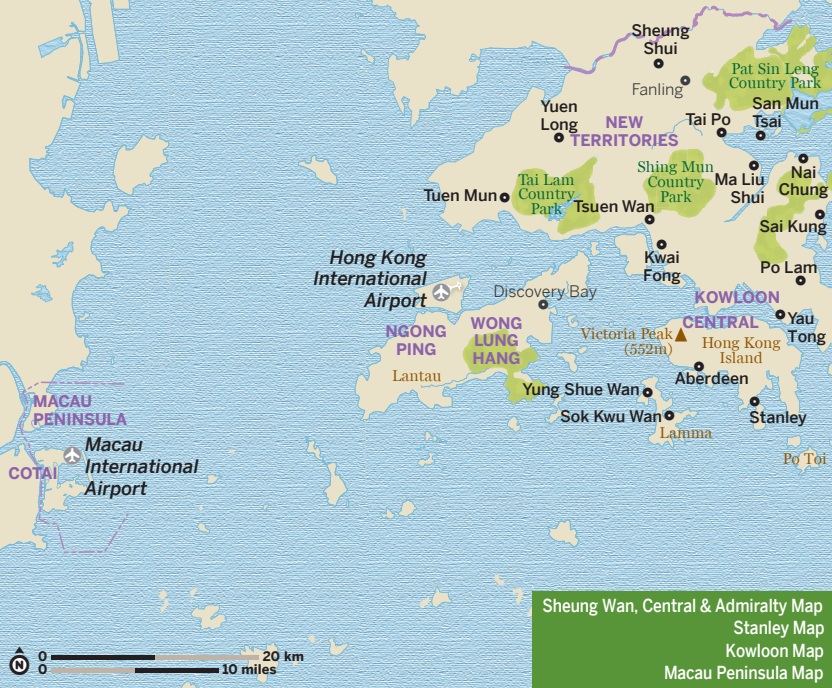 Sheung
Shui
Fanling
Pat Sin Leng
Country Park
San Mun
Tsai
Yuen
Long
NEW
TERRITORIES
Tai Po
Shing Mun
Country
Park
Ma Liu
Shui
Nai
Chung
Tai Lam
Country
Park
Tuen Mun
Tsuen Wan
Sai Kung
Kwai
Fong
Po Lam
Hong Kong
International
Airport
Discovery Bay
KOWLOON
CENTRAL
Yau
Tong
NGONG
PING
WONG
LUNG
HANG
Victoria Peak
(552m)
Hong Kong
Island
Lantau
Aberdeen
Yung Shue Wan
Sok Kwu Wan
Stanley
Lamma
Po Toi
MACAU
PENINSULA
Macau
International
Airport
COTAI
Sheung Wan, Central & Admiralty Map
Stanley Map
Kowloon Map
Macau Peninsula Map
N
0 20 km
0 10 miles